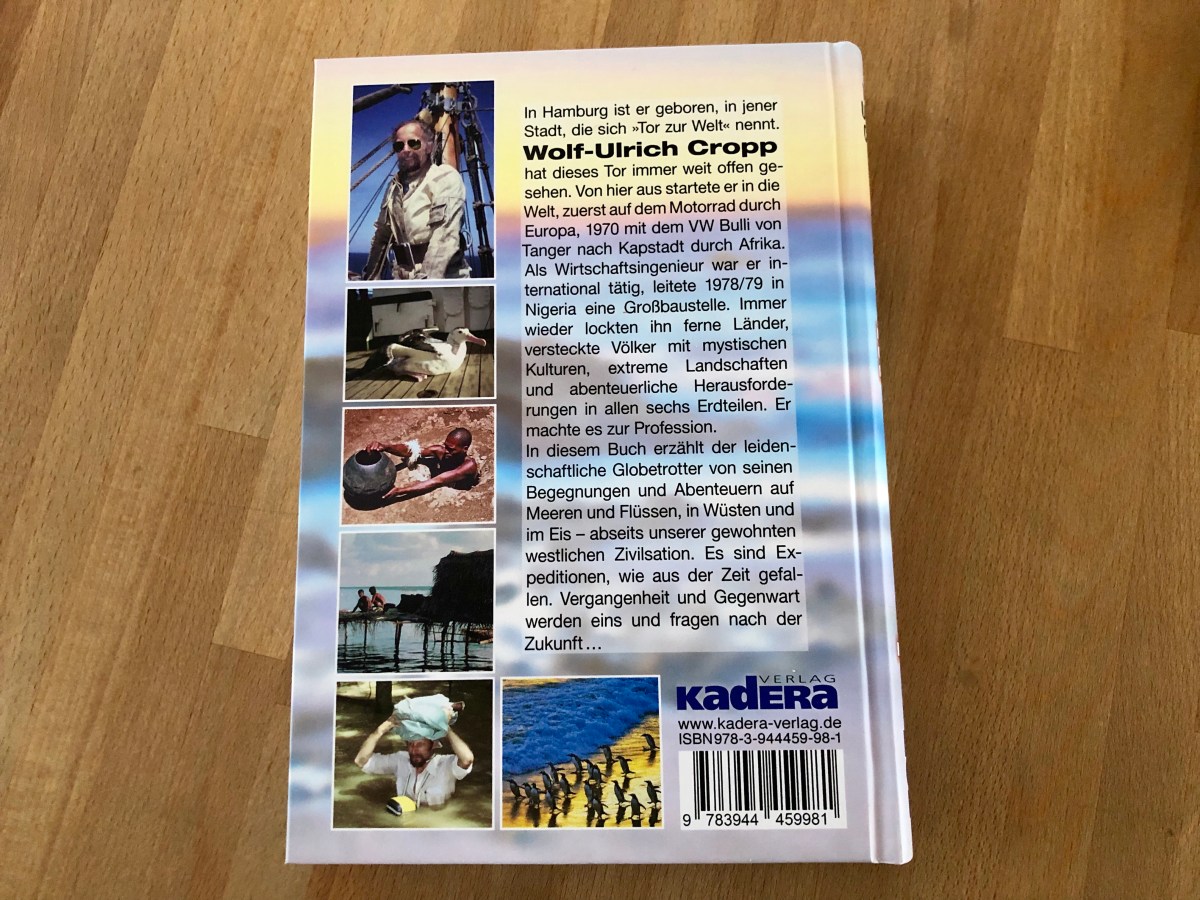 In Hamburg ist er geboren, in jener
Stadt, die sich »Tor zur Welt« nennt.
Wolf-Ulrich Cropp
hat dieses Tor immer weit offen ge-
sehen. Von hier aus startete er in die
Welt, zuerst auf dem Motorrad durch
Europa, 1970 mit dem VW Bulli von
Tanger nach Kapstadt durch Afrika.
Als Wirtschaftsingenieur war er in-
ternational tätig, leitete 1978/79 in
Nigeria eine Großbaustelle. Immer
wieder lockten ihn ferne Länder,
versteckte Völker mit mystischen
Kulturen, extreme Landschaften
und abenteuerliche Herausforde-
rungen in allen sechs Erdteilen. Er
machte es zur Profession.
In diesem Buch erzählt der leiden-
schaftliche Globetrotter von seinen
Begegnungen und Abenteuern auf
Meeren und Flüssen, in Wüsten und
im Eis – abseits unserer gewohnten
westlichen Zivilsation. Es sind Ex-
peditionen, wie aus der Zeit gefal-
len. Vergangenheit und Gegenwart
werden eins und fragen nach der
Zukunft...
VERLAG
KadERA
www.kadera-verlag.de
ISBN 978-3-944459-98-1
9 783944 459981